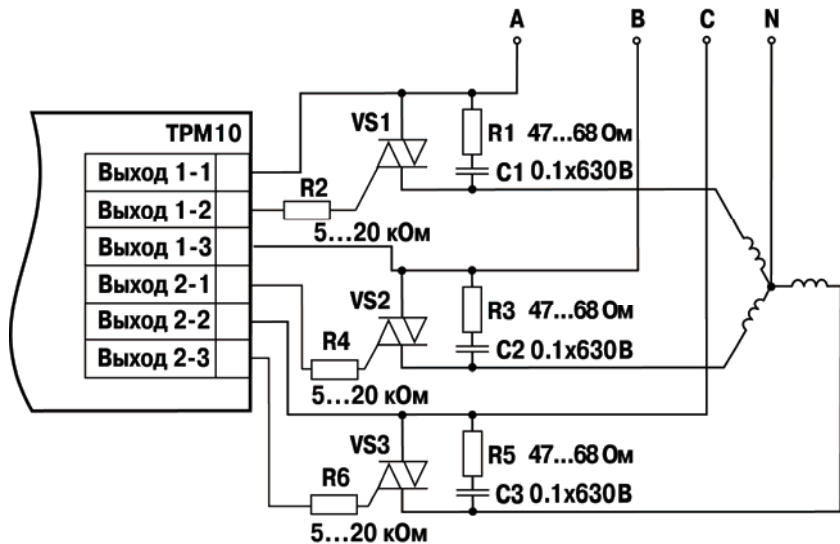 A B C N
ТРМ10
Выход 1-1
Выход 1-2
Выход 1-3
Выход 2-1
Выход 2-2
Выход 2-3
VS1
R1 47...68 Ом
C1 0.1x630В
R2
5...20 кОм
VS2
R3 47...68 Ом
C2 0.1x630В
R4
5...20 кОм
VS3
R5 47...68 Ом
C3 0.1x630В
R6
5...20 кОм